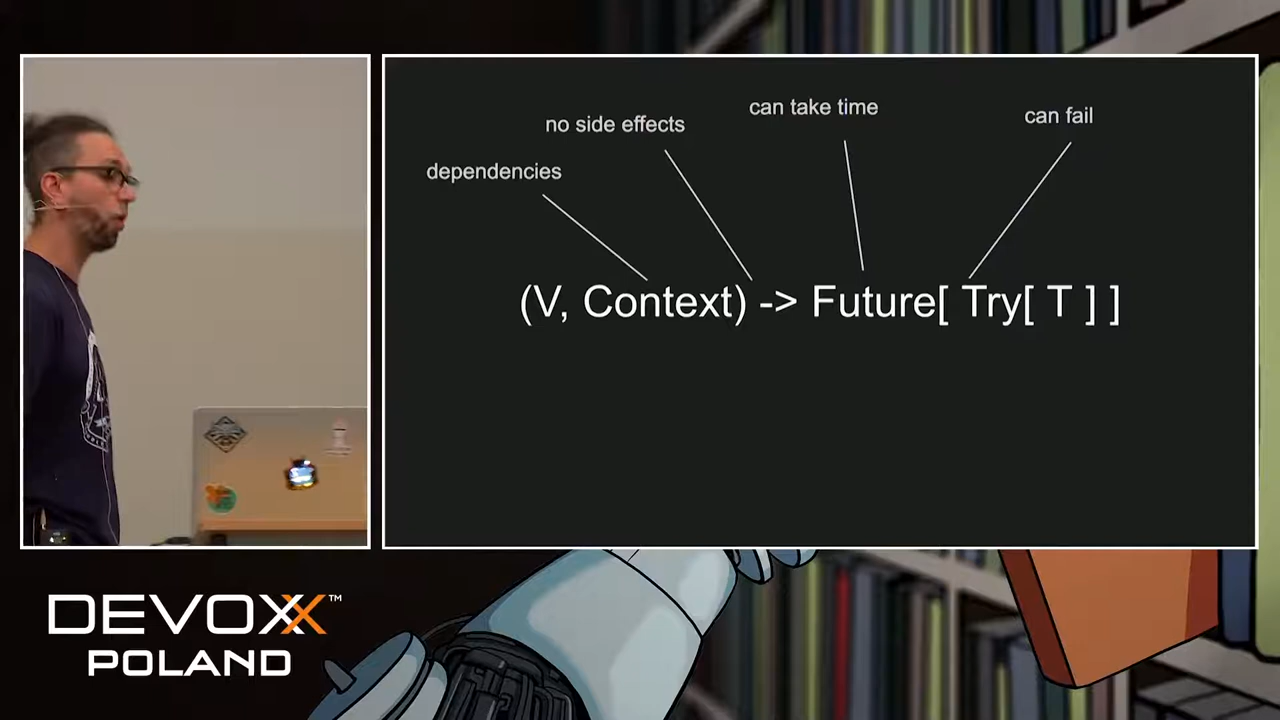 can take time
can fail
no side effects
dependencies
(V, Context) -> Future[ Try[ T ] ]
DEVOXX™
POLAND